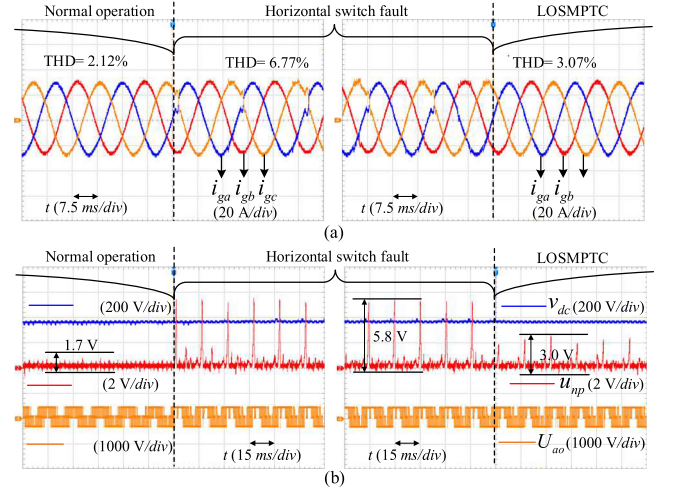 Normal operation Horizontal switch fault LOSMPTC
THD= 2.12% THD= 6.77% THD= 3.07%
iga igb igc iga igb
t (7.5 ms/div) (20 A/div) t (7.5 ms/div) (20 A/div)
(a)
Normal operation Horizontal switch fault LOSMPTC
(200 V/div) vdc (200 V/div)
1.7 V 5.8 V 3.0 V
(2 V/div) unp (2 V/div)
(1000 V/div) t (15 ms/div) t (15 ms/div) Uao (1000 V/div)
(b)